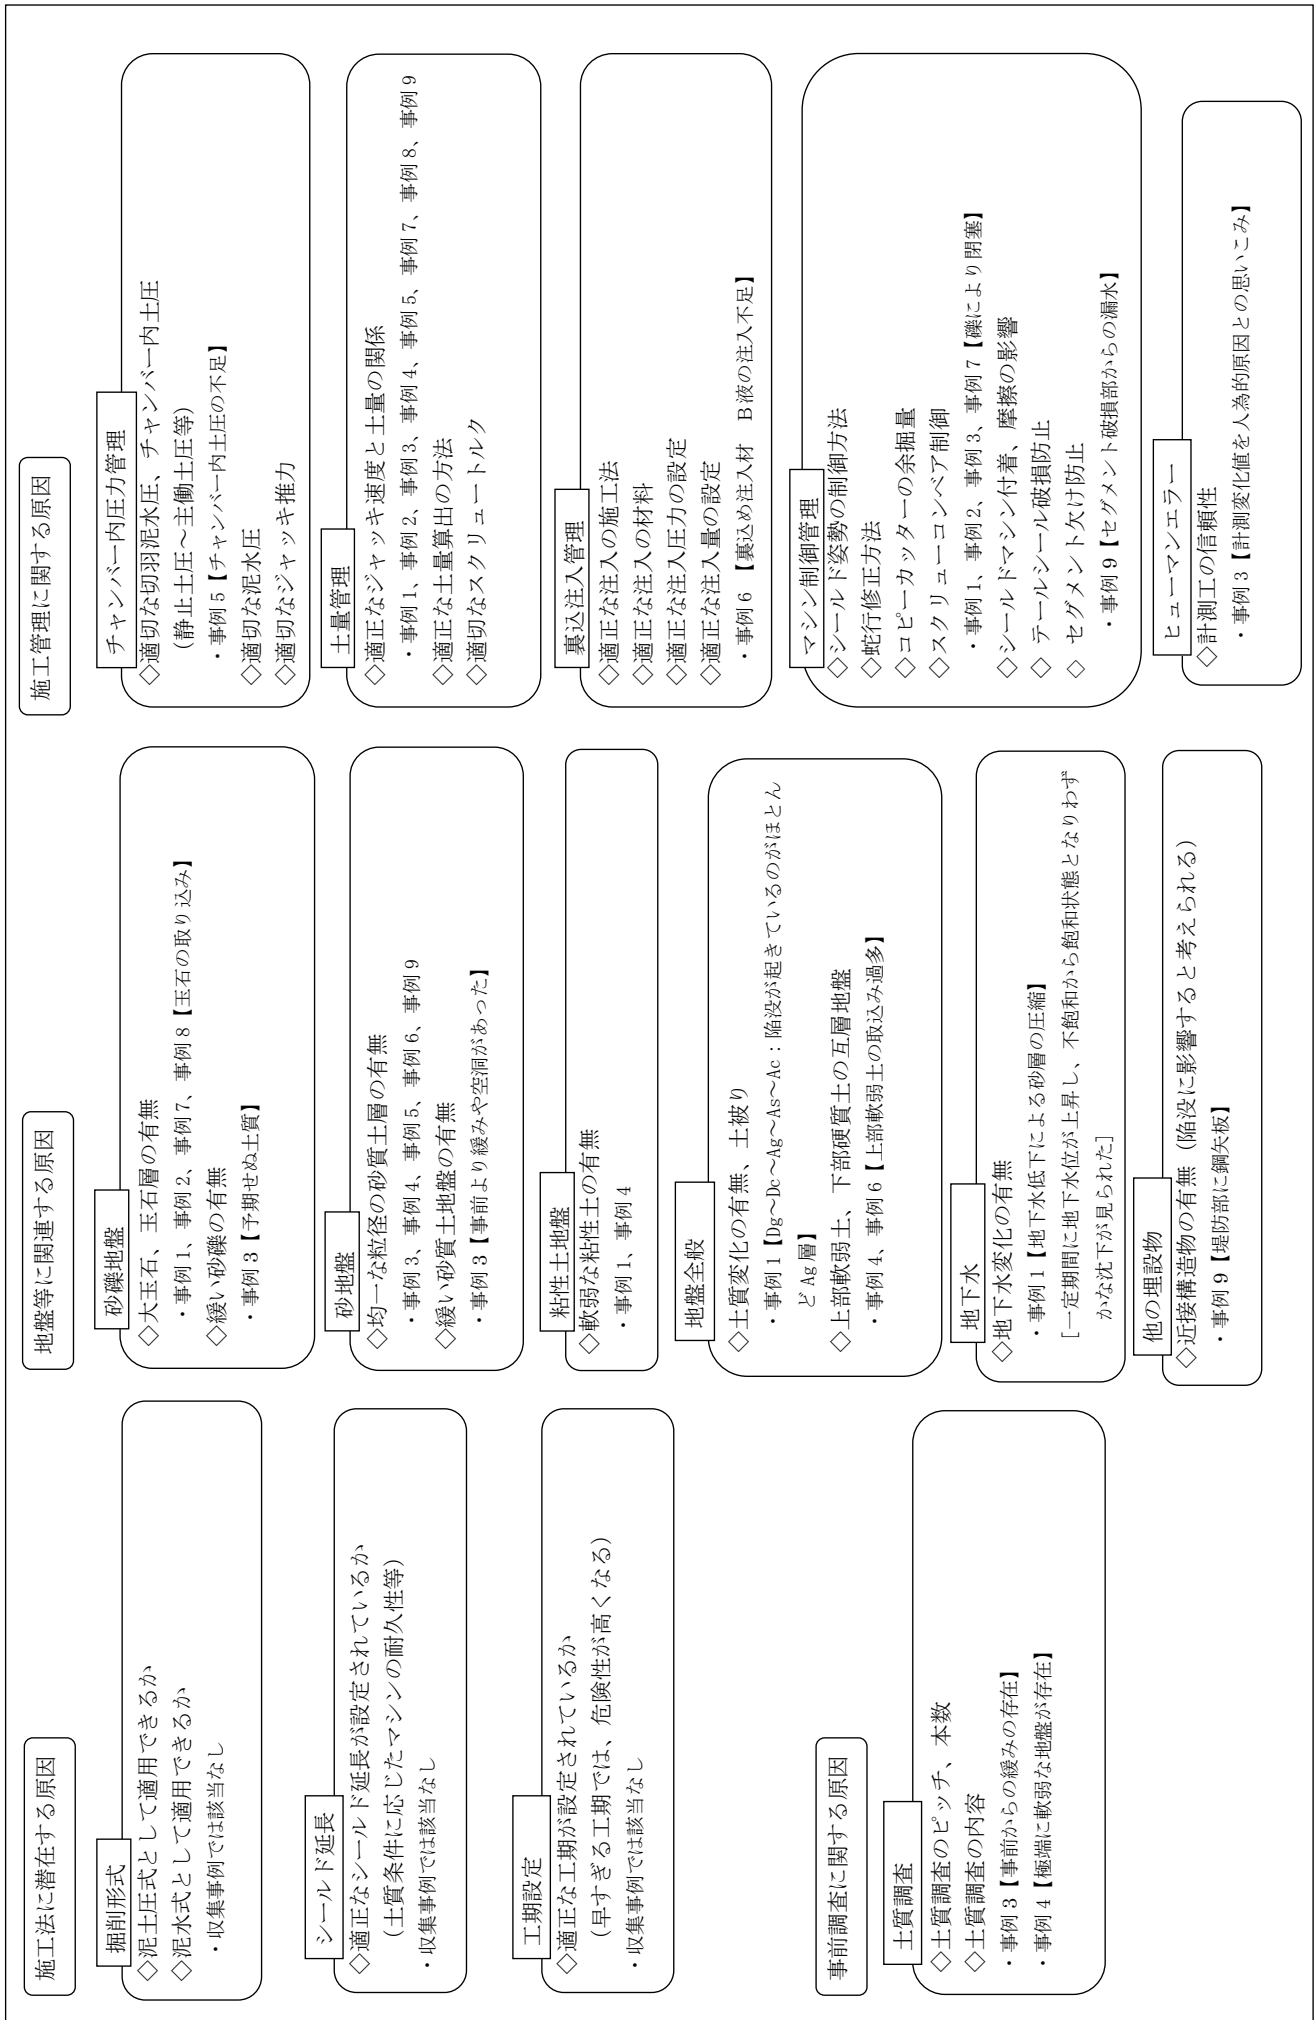 施工法に潜在する原因
掘削形式
◇泥土圧式として適用できるか
◇泥水式として適用できるか
・収集事例では該当なし
シールド延長
◇適正なシールド延長が設定されているか
(土質条件に応じたマシンの耐久性等)
・収集事例では該当なし
工期設定
◇適正な工期が設定されているか
(早すぎる工期では、危険性が高くなる)
・収集事例では該当なし
事前調査に関する原因
土質調査
◇土質調査のピッチ、本数
◇土質調査の内容
・事例3【事前からの緩みの存在】
・事例4【極端に軟弱な地盤が存在】
地盤等に関連する原因
砂礫地盤
◇大玉石、玉石層の有無
・事例1、事例2、事例7、事例8【玉石の取り込み】
◇緩い砂礫の有無
・事例3【予期せぬ土質】
砂地盤
◇均一な粒径の砂質土層の有無
・事例3、事例4、事例5、事例6、事例9
◇緩い砂質土地盤の有無
・事例3【事前より緩みや空洞があった】
粘性土地盤
◇軟弱な粘性土の有無
・事例1、事例4
地盤全般
◇土質変化の有無、土被り
・事例1【Dg～Dc～Ag～As～Ac：陥没が起きているのがほとん
どAg層】
◇上部軟弱土、下部硬質土の互層地盤
・事例4、事例6【上部軟弱土の取込み過多】
地下水
◇地下水変化の有無
・事例1【地下水低下による砂層の圧縮】
[一定期間に地下水位が上昇し、不飽和から飽和状態となりわず
かな沈下が見られた]
他の埋設物
◇近接構造物の有無（陥没に影響すると考えられる）
・事例9【堤防部に鋼矢板】
施工管理に関する原因
チャンバー内圧力管理
◇適切な切羽泥水圧、チャンバー内土圧
(静止土圧～主働土圧等)
・事例5【チャンバー内土圧の不足】
◇適切な泥水圧
◇適切なジャッキ推力
土量管理
◇適正なジャッキ速度と土量の関係
・事例1、事例2、事例3、事例4、事例5、事例7、事例8、事例9
◇適正な土量算出の方法
◇適切なスクリュートルク
裏込注入管理
◇適正な注入の施工法
◇適正な注入の材料
◇適正な注入圧力の設定
◇適正な注入量の設定
・事例6 【裏込め注入材 B液の注入不足】
マシン制御管理
◇シールド姿勢の制御方法
◇蛇行修正方法
◇コピーカッターの余掘量
◇スクリューコンベア制御
・事例1、事例2、事例3、事例7【礫により閉塞】
◇シールドマシン付着、摩擦の影響
◇ テールシール破損防止
◇ セグメント欠け防止
・事例9【セグメント破損部からの漏水】
ヒューマンエラー
◇計測工の信頼性
・事例3【計測変化値を人為的原因との思いこみ】